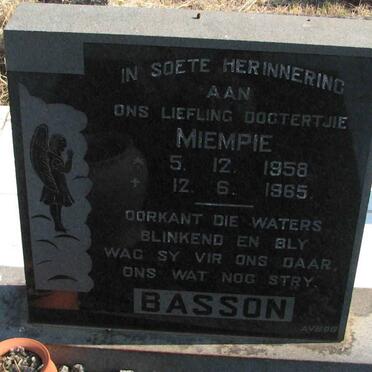 IN SOETE HERINNERING
AAN
ONS LIEFLING DOGTERTJIE
MIEMPIE
* 5. 12. 1958
+ 12. 6. 1965.
OORKANT DIE WATERS
BLINKEND EN BLY
WAG SY VIR ONS DAAR,
ONS WAT NOG STRY.
BASSON